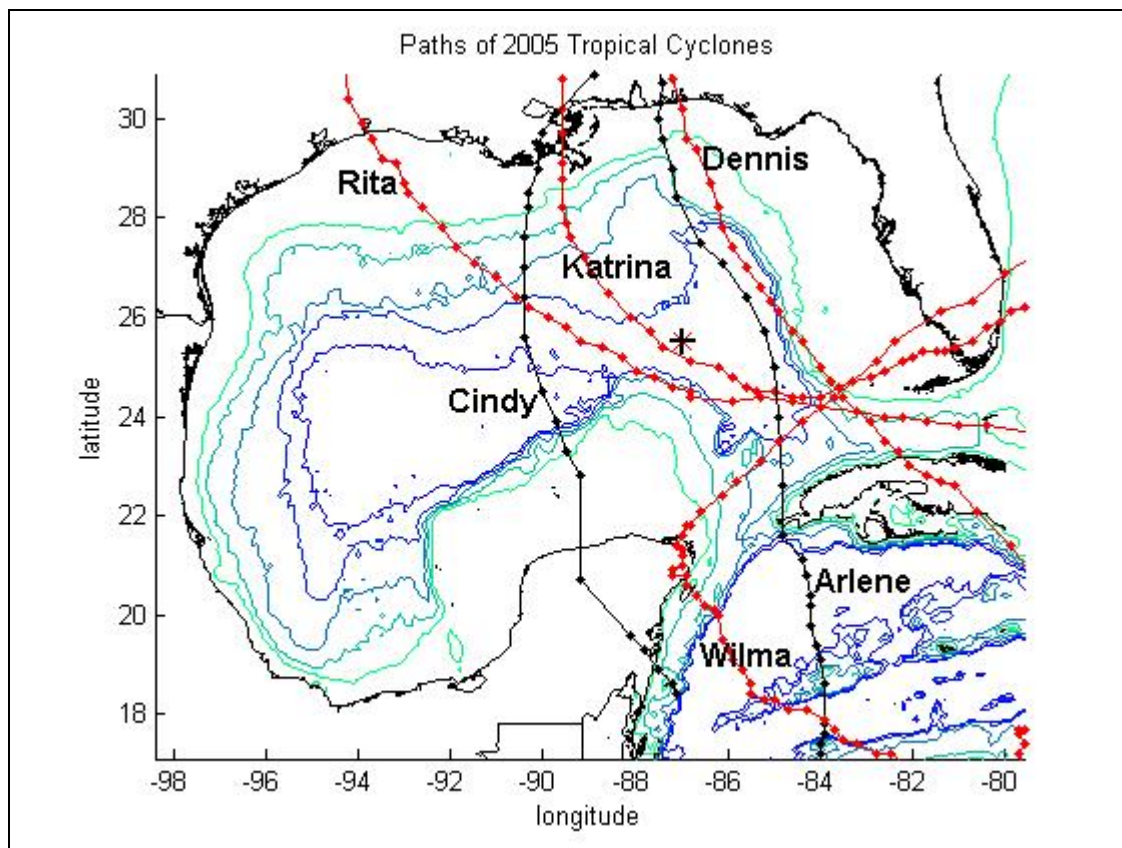 Paths of 2005 Tropical Cyclones
30
Dennis
Rita
28
Katrina
26
Cindy
24
latitude
22
Arlene
20
Wilma
18
-98 -96 -94 -92 -90 -88 -86 -84 -82 -80
longitude